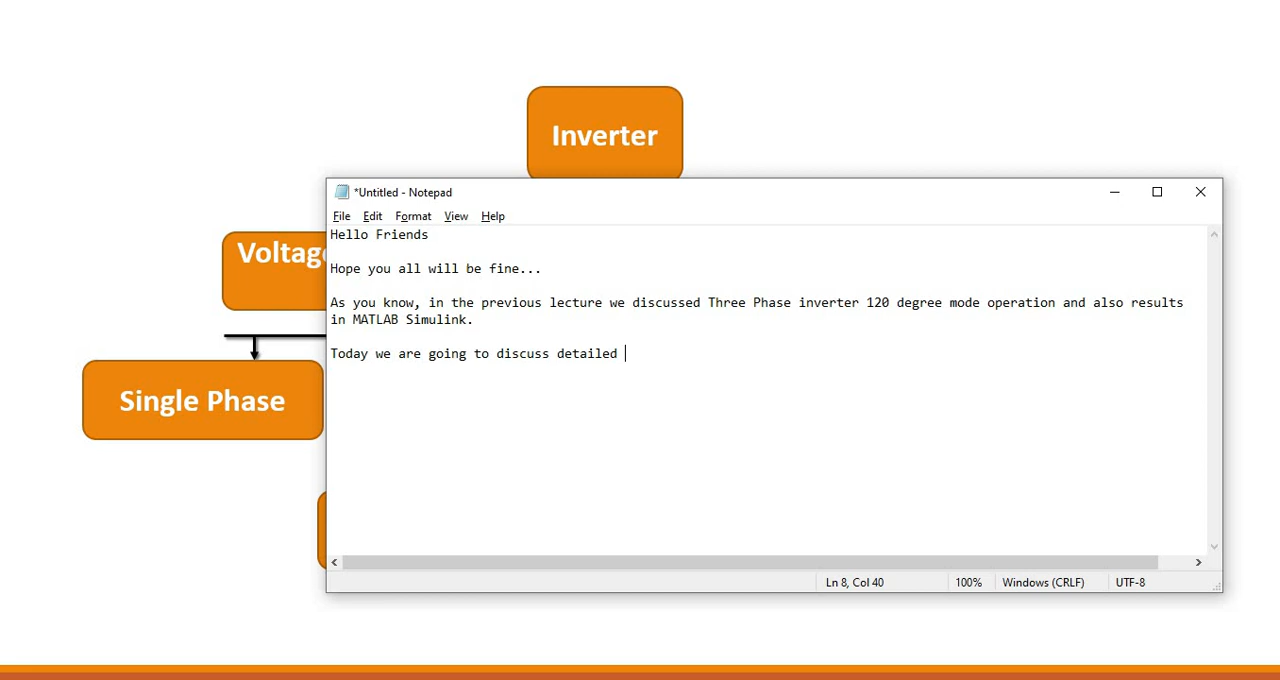 Inverter
*Untitled - Notepad
File Edit Format View Help
Hello Friends
Hope you all will be fine...
As you know, in the previous lecture we discussed Three Phase inverter 120 degree mode operation and also results
in MATLAB Simulink.
Today we are going to discuss detailed
Voltage
Single Phase
Ln 8, Col 40
100%
Windows (CRLF)
UTF-8